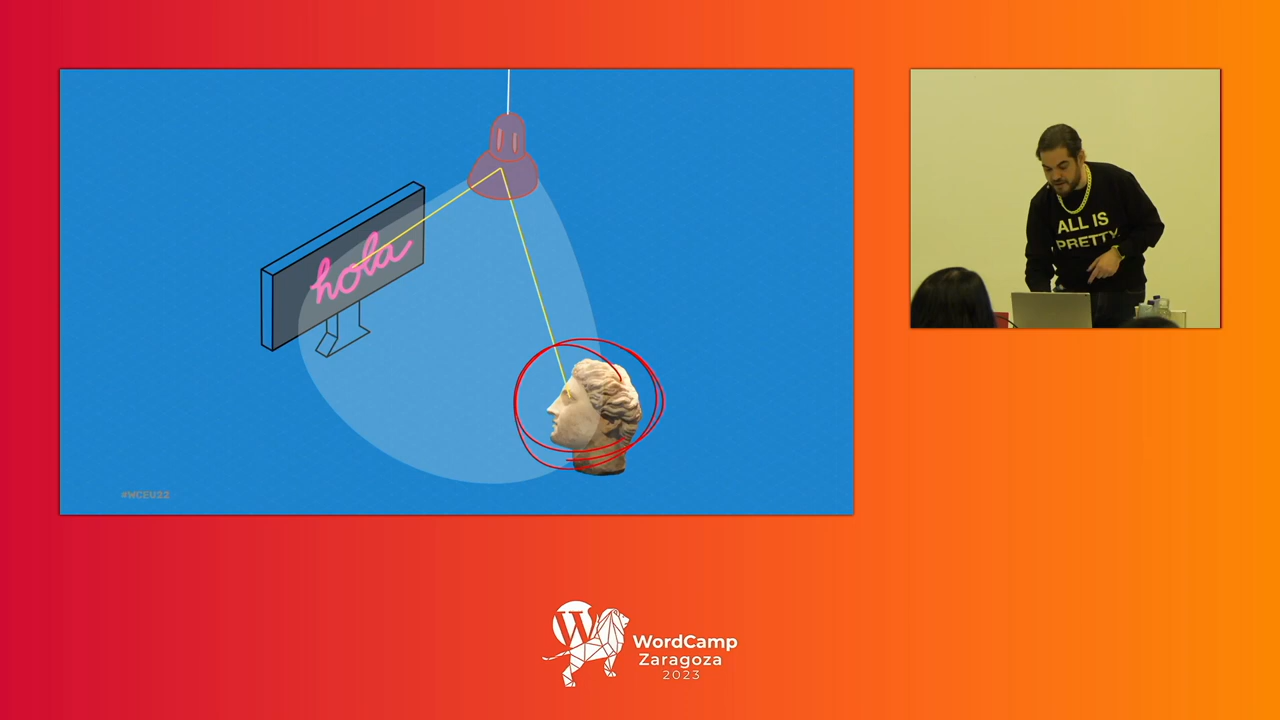 hola
#WCEU22
ALL IS
PRETTY
WordCamp
Zaragoza
2023